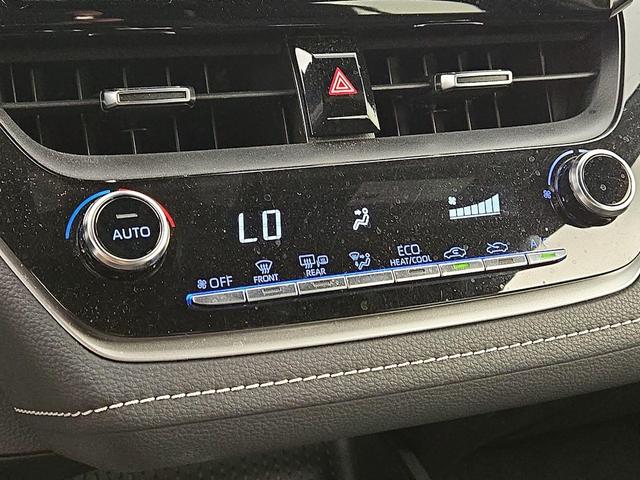 AUTO
LO
OFF
FRONT
REAR
ECO
HEAT/COOL
A